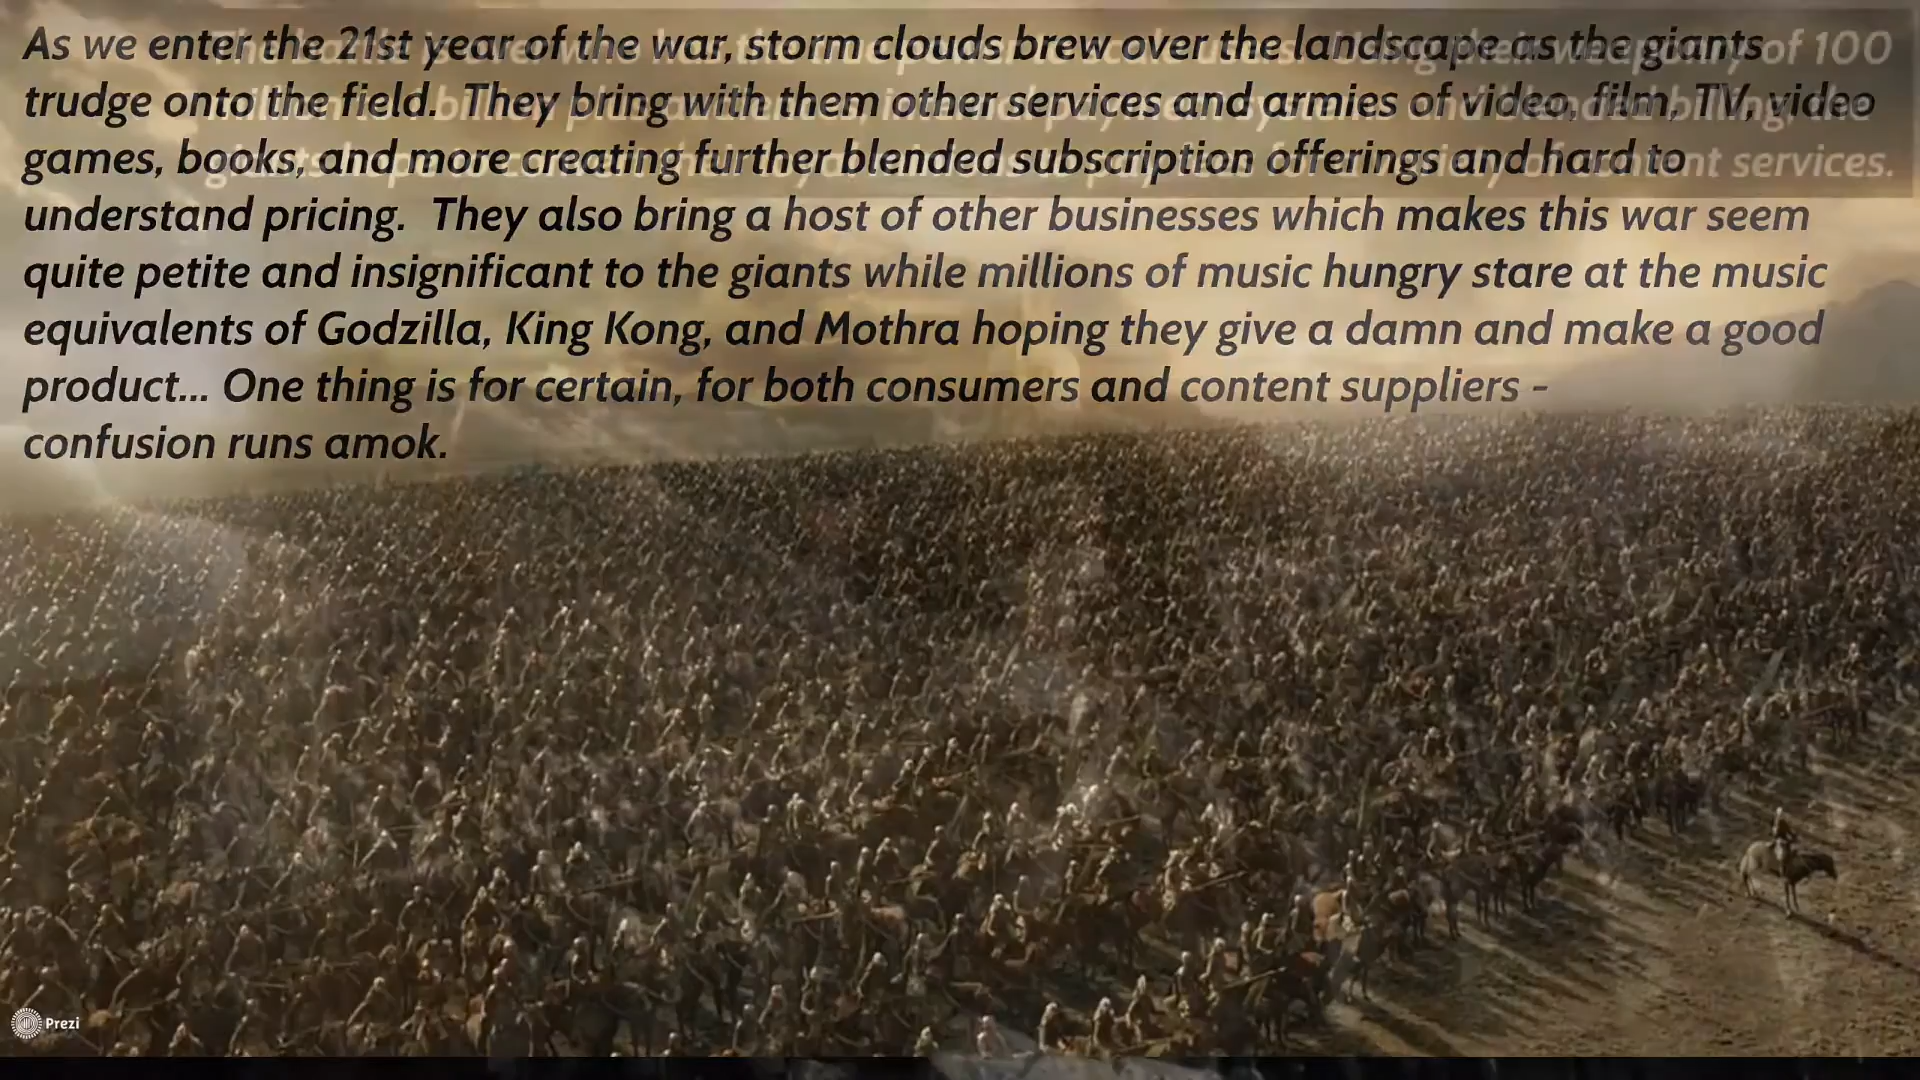 As we enter the 21st year of the war, storm clouds brew over the landscape as the giants
trudge onto the field.  They bring with them other services and armies of video, film, TV, video
games, books, and more creating further blended subscription offerings and hard to
understand pricing.  They also bring a host of other businesses which makes this war seem
quite petite and insignificant to the giants while millions of music hungry stare at the music
equivalents of Godzilla, King Kong, and Mothra hoping they give a damn and make a good
product... One thing is for certain, for both consumers and content suppliers -
confusion runs amok.
of 100
billing,
services.
Prezi